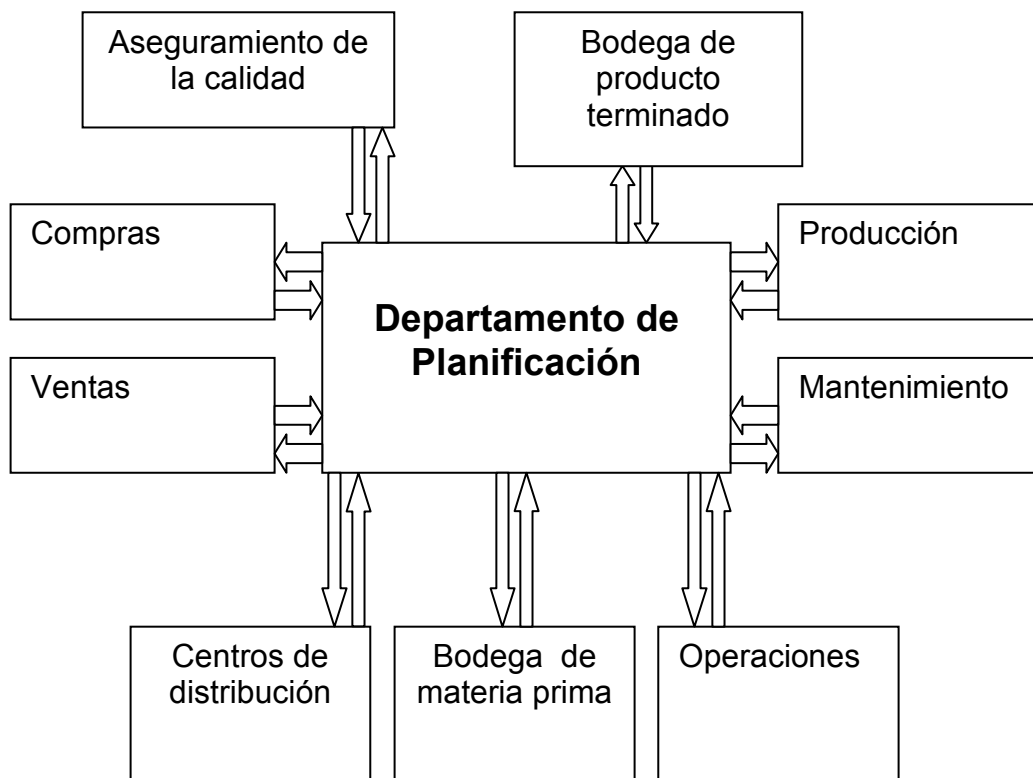 Aseguramiento de
la calidad
Bodega de
producto
terminado
Compras
Producción
Departamento de
Planificación
Ventas
Mantenimiento
Centros de
distribución
Bodega  de
materia prima
Operaciones